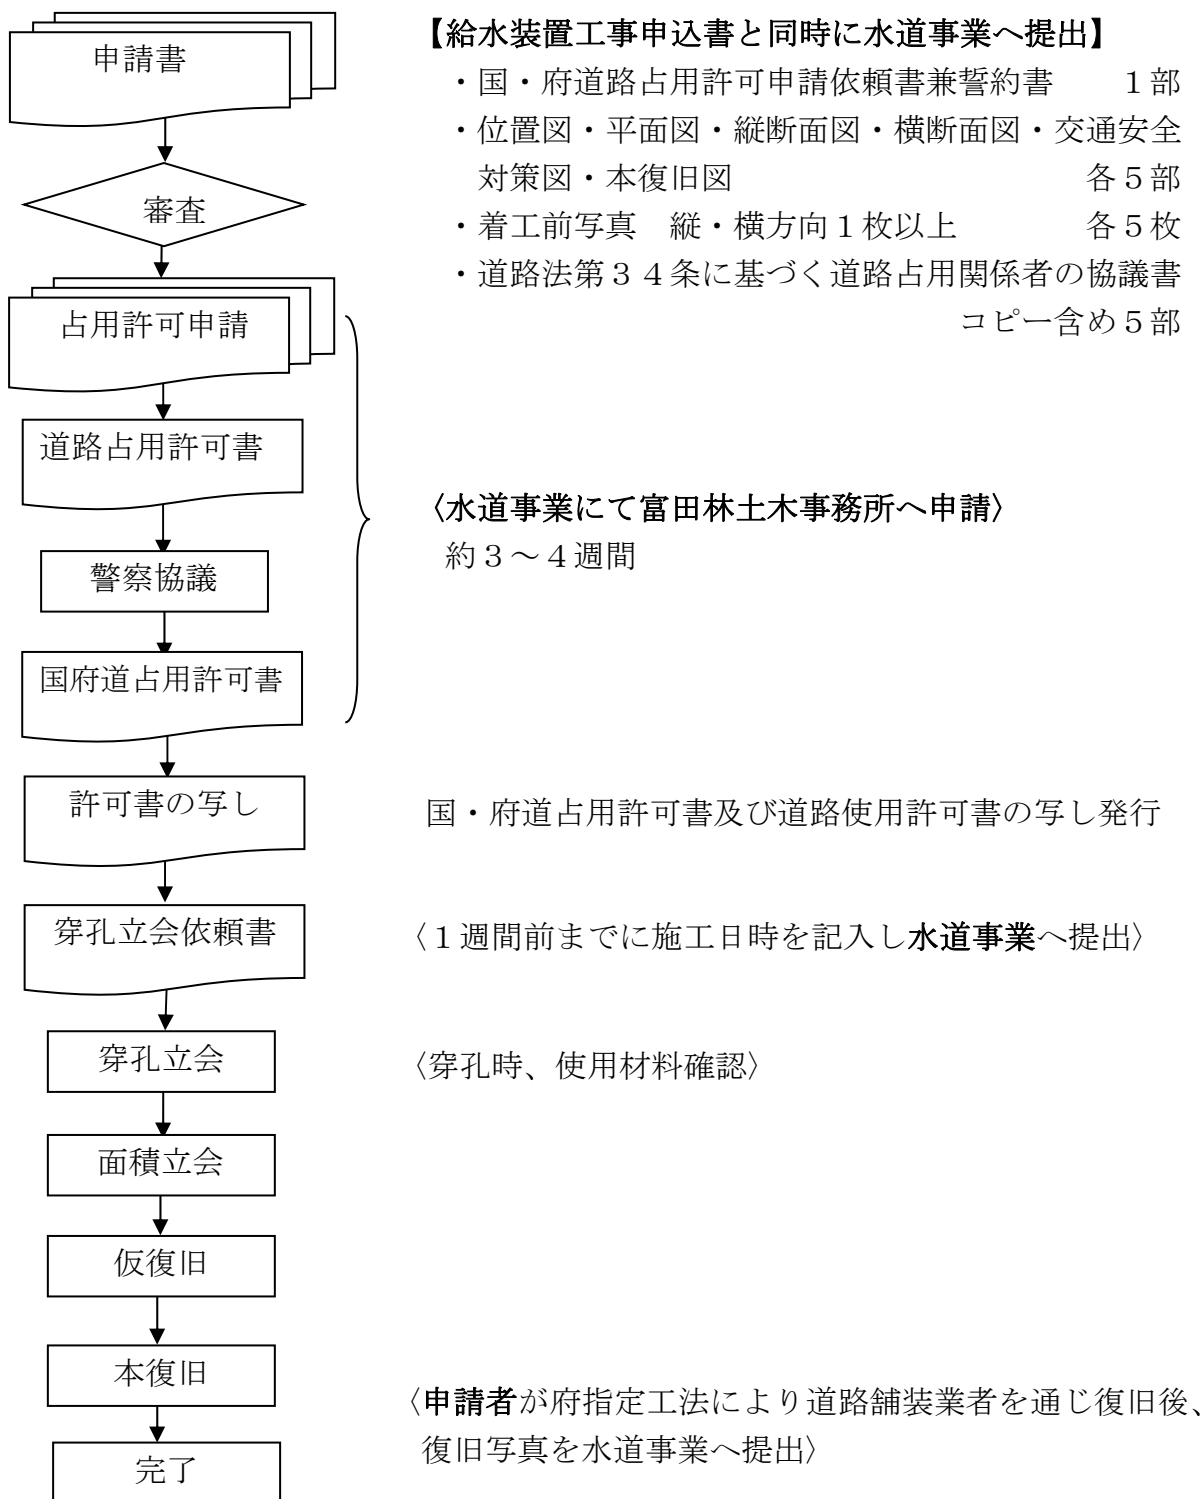 申請書
【給水装置工事申込書と同時に水道事業へ提出】
・国・府道路占用許可申請依頼書兼誓約書　　１部
・位置図・平面図・縦断面図・横断面図・交通安全
対策図・本復旧図　　各５部
審査
・着工前写真　縦・横方向１枚以上　　各５枚
・道路法第３４条に基づく道路占用関係者の協議書
コピー含め５部
占用許可申請
道路占用許可書
〈水道事業にて富田林土木事務所へ申請〉
約３～４週間
警察協議
国府道占用許可書
許可書の写し
国・府道占用許可書及び道路使用許可書の写し発行
穿孔立会依頼書
〈１週間前までに施工日時を記入し水道事業へ提出〉
穿孔立会
〈穿孔時、使用材料確認〉
面積立会
仮復旧
本復旧
〈申請者が府指定工法により道路舗装業者を通じ復旧後、
復旧写真を水道事業へ提出〉
完了